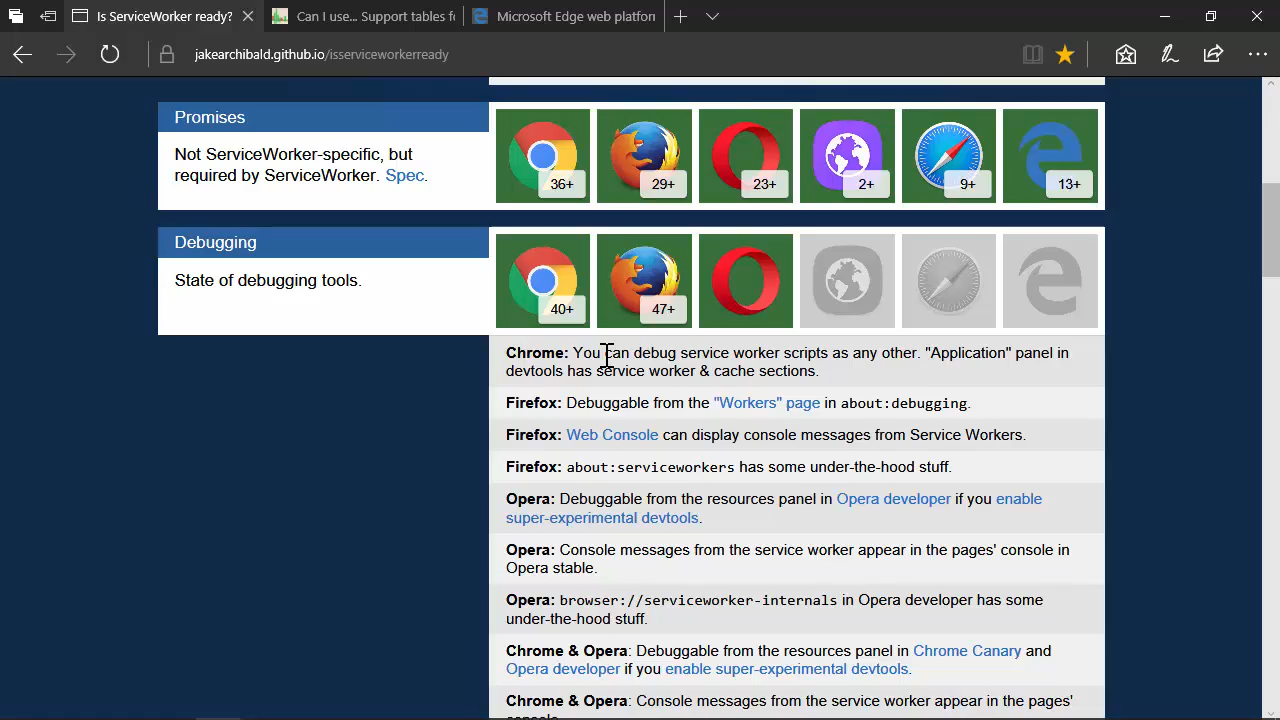 Is ServiceWorker ready?
Can I use... Support tables fo
Microsoft Edge web platfon
jakearchibald.github.io/isserviceworkerready
Promises
Not ServiceWorker-specific, but
required by ServiceWorker. Spec.
36+ 29+ 23+ 2+ 9+ 13+
Debugging
State of debugging tools.
40+ 47+
Chrome: You can debug service worker scripts as any other. "Application" panel in
devtools has service worker & cache sections.
Firefox: Debuggable from the "Workers" page in about:debugging.
Firefox: Web Console can display console messages from Service Workers.
Firefox: about:serviceworkers has some under-the-hood stuff.
Opera: Debuggable from the resources panel in Opera developer if you enable
super-experimental devtools.
Opera: Console messages from the service worker appear in the pages' console in
Opera stable.
Opera: browser://serviceworker-internals in Opera developer has some
under-the-hood stuff.
Chrome & Opera: Debuggable from the resources panel in Chrome Canary and
Opera developer if you enable super-experimental devtools.
Chrome & Opera: Console messages from the service worker appear in the pages'